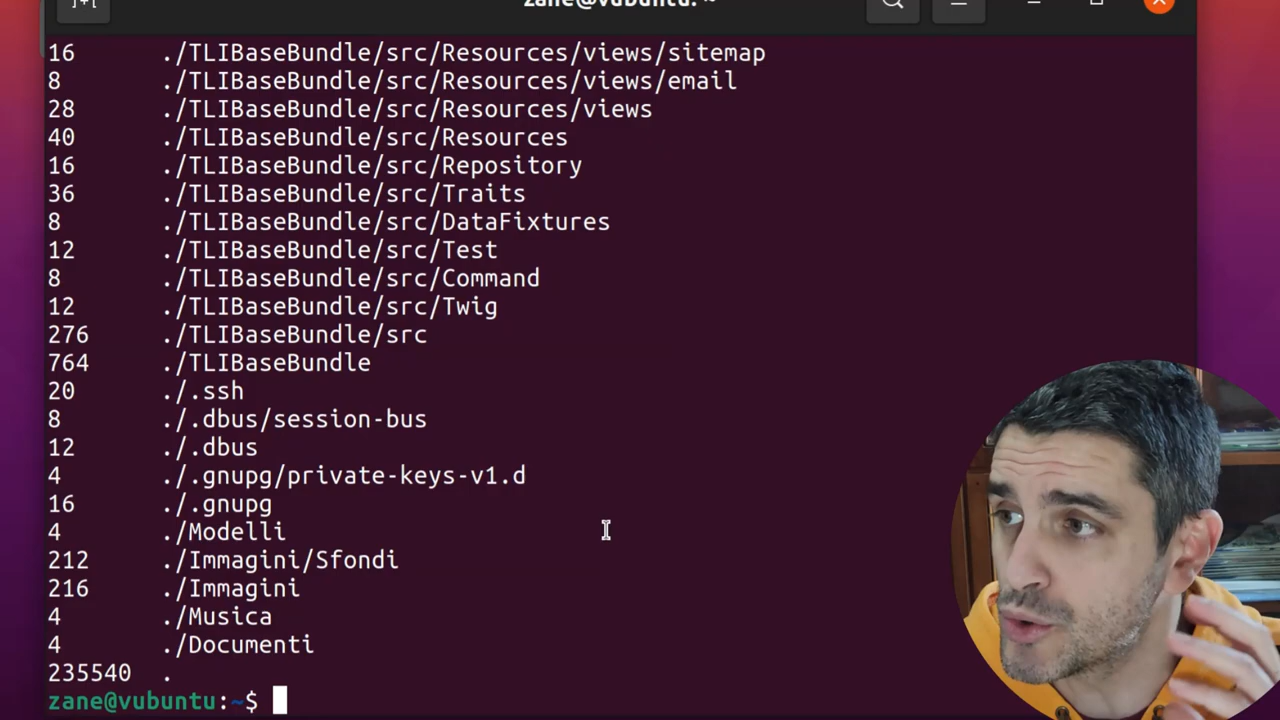 zane@vubuntu: ~
16 ./TLIBaseBundle/src/Resources/views/sitemap
8 ./TLIBaseBundle/src/Resources/views/email
28 ./TLIBaseBundle/src/Resources/views
40 ./TLIBaseBundle/src/Resources
16 ./TLIBaseBundle/src/Repository
36 ./TLIBaseBundle/src/Traits
8 ./TLIBaseBundle/src/DataFixtures
12 ./TLIBaseBundle/src/Test
8 ./TLIBaseBundle/src/Command
12 ./TLIBaseBundle/src/Twig
276 ./TLIBaseBundle/src
764 ./TLIBaseBundle
20 ./.ssh
8 ./.dbus/session-bus
12 ./.dbus
4 ./.gnupg/private-keys-v1.d
16 ./.gnupg
4 ./Modelli
212 ./Immagini/Sfondi
216 ./Immagini
4 ./Musica
4 ./Documenti
235540 .
zane@vubuntu:~$